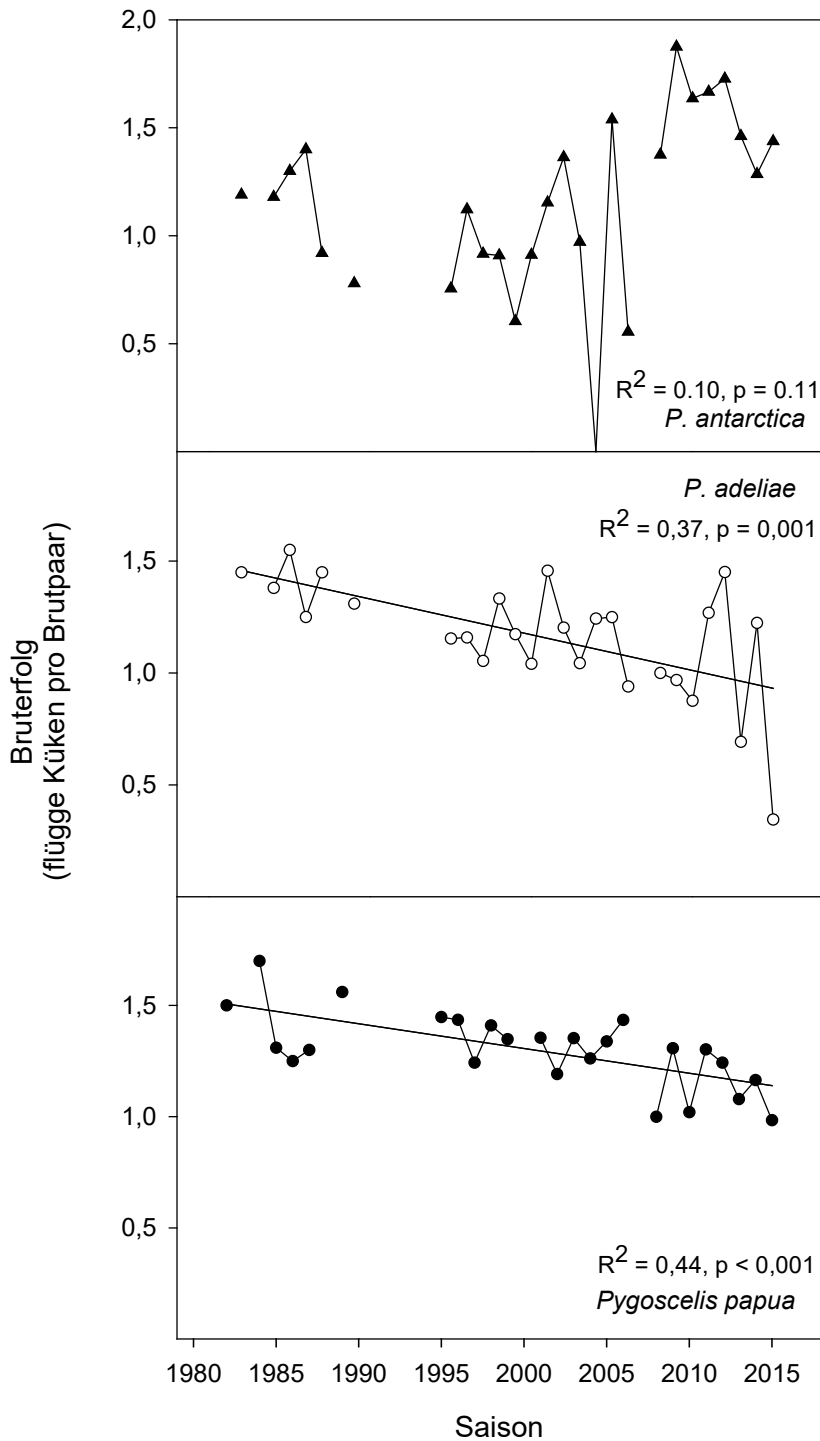 2,0
1,5
1,0
0,5
R² = 0.10, p = 0.11
P. antarctica
P. adeliae
R² = 0,37, p = 0,001
1,5
1,0
0,5
Bruterfolg
(flügge Küken pro Brutpaar)
1,5
1,0
0,5
R² = 0,44, p < 0,001
Pygoscelis papua
1980 1985 1990 1995 2000 2005 2010 2015
Saison